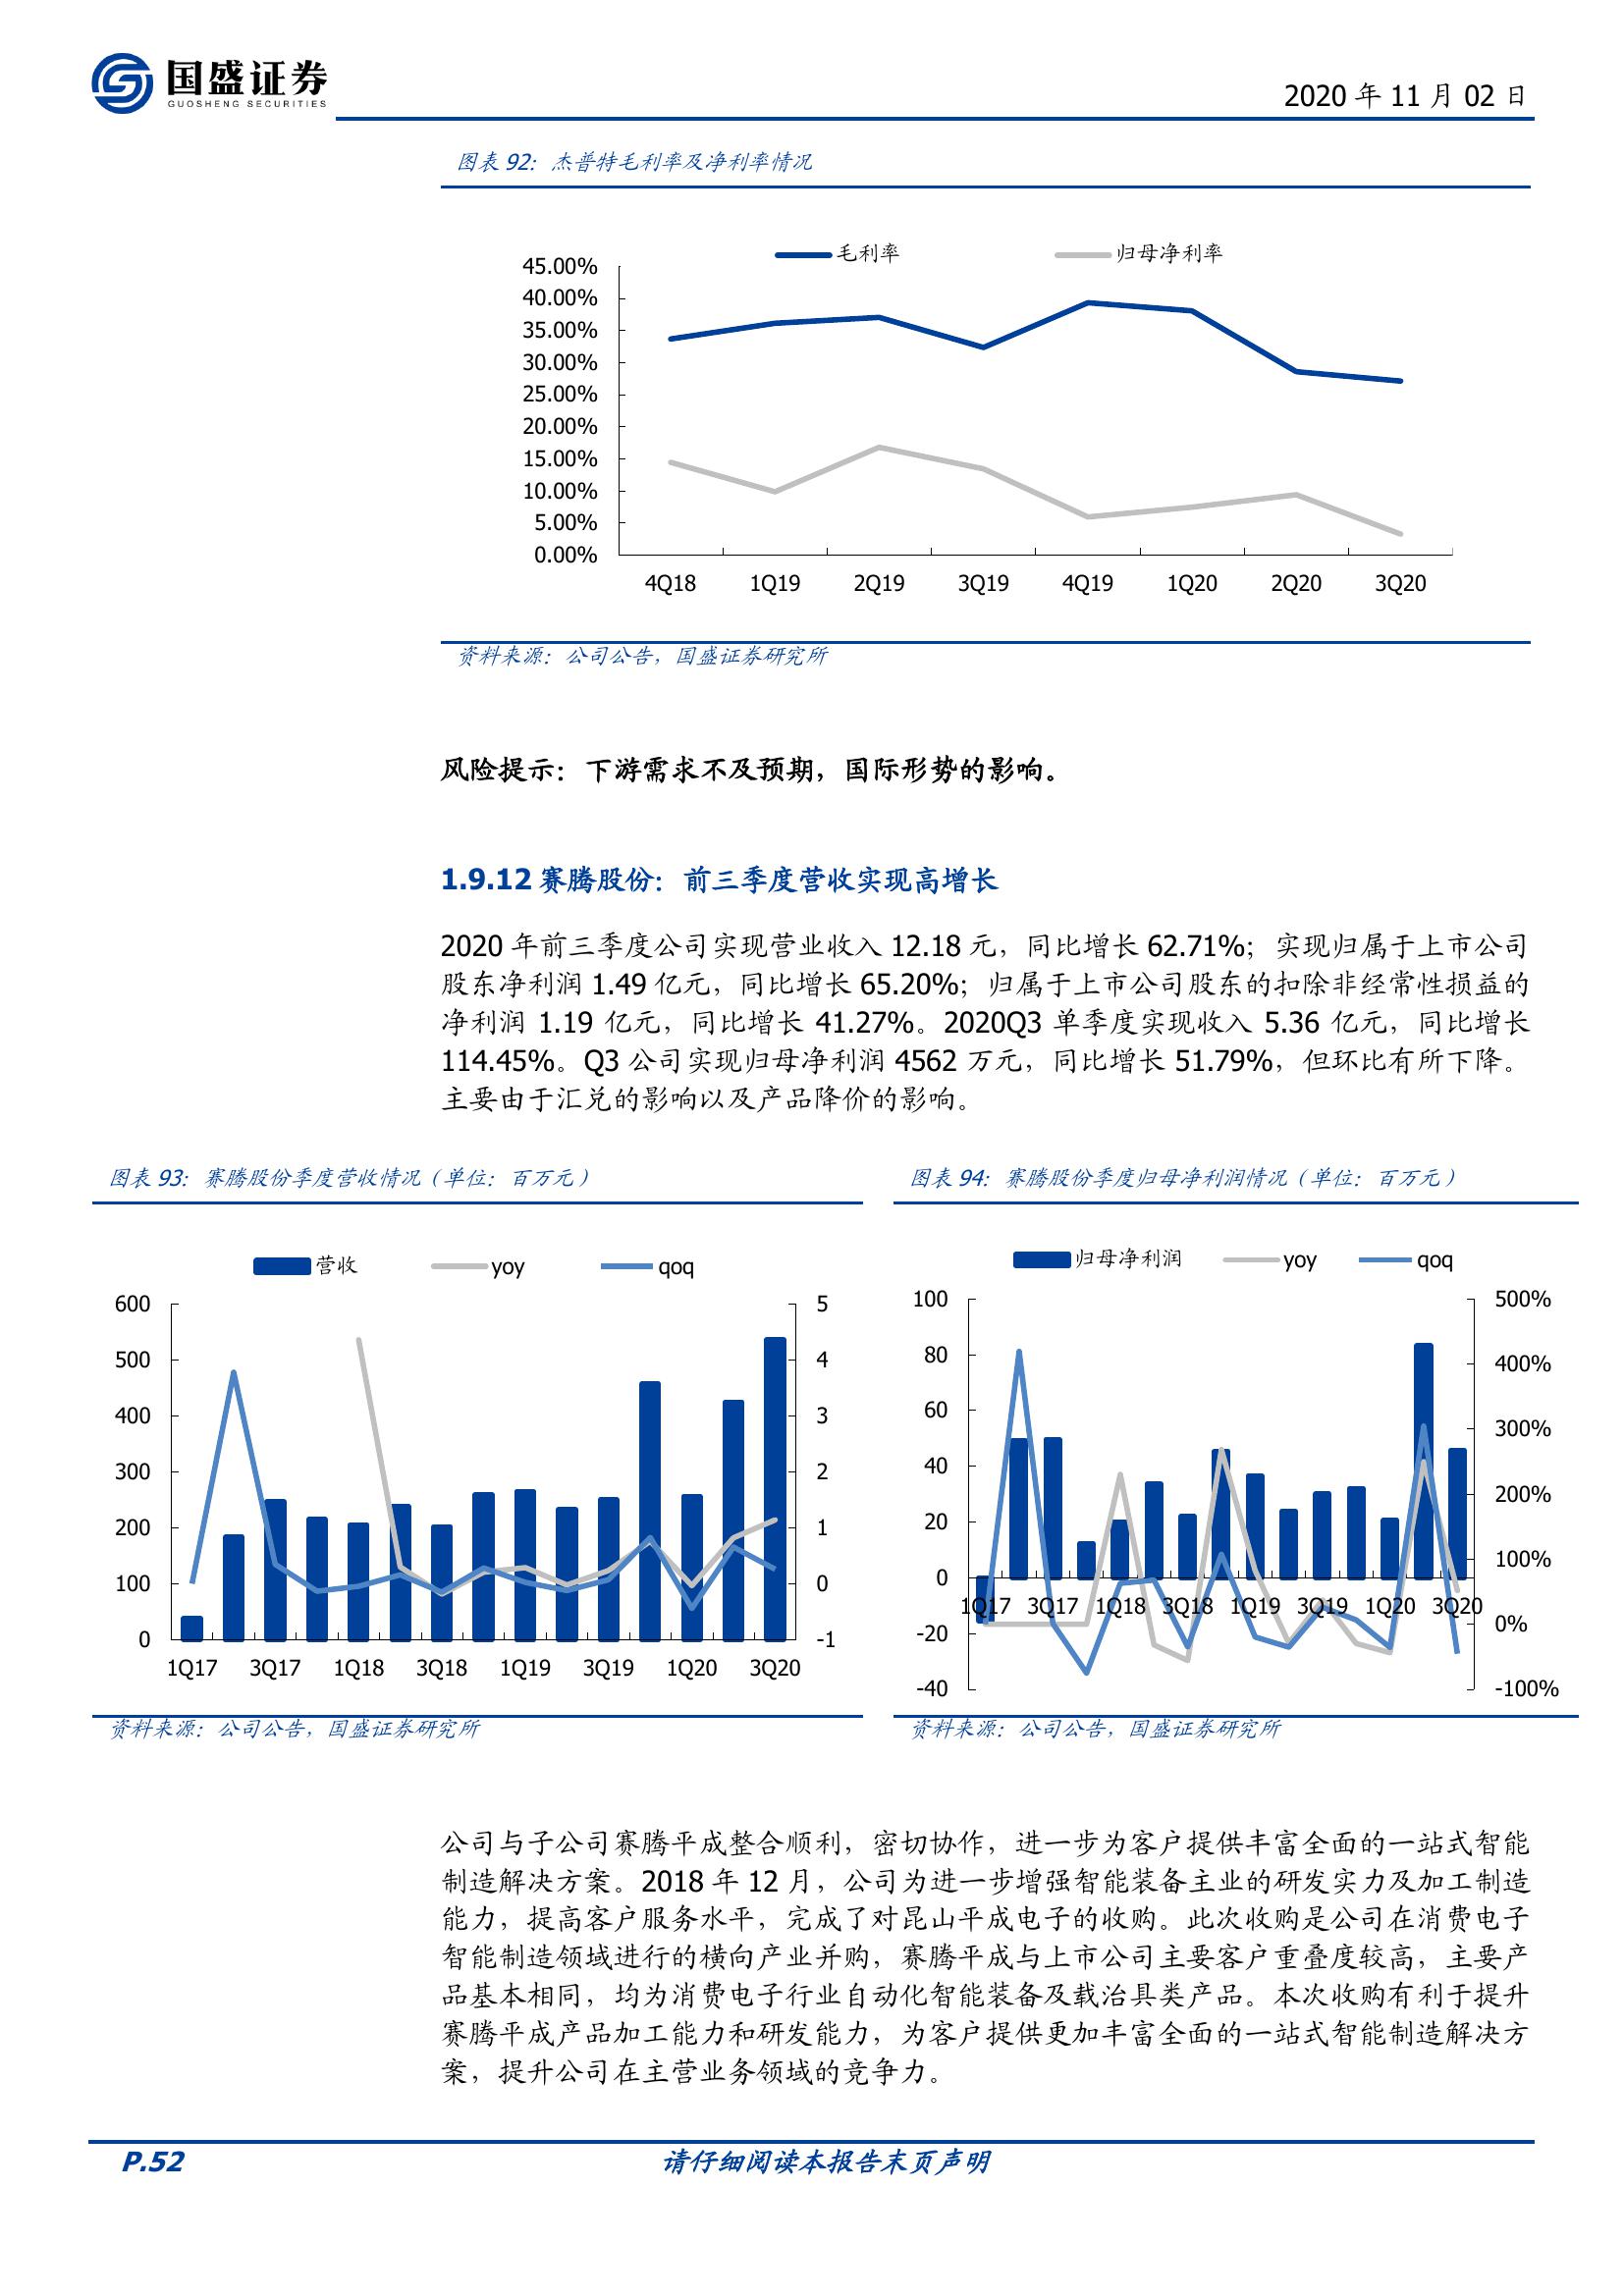 国盛证券
GUOSHENG SECURITIES
2020 年 11 月 02 日
图表 92：杰普特毛利率及净利率情况
毛利率 归母净利率
45.00%
40.00%
35.00%
30.00%
25.00%
20.00%
15.00%
10.00%
5.00%
0.00%
4Q18 1Q19 2Q19 3Q19 4Q19 1Q20 2Q20 3Q20
资料来源：公司公告，国盛证券研究所
风险提示：下游需求不及预期，国际形势的影响。
1.9.12 赛腾股份：前三季度营收实现高增长
2020 年前三季度公司实现营业收入 12.18 元，同比增长 62.71%；实现归属于上市公司
股东净利润 1.49 亿元，同比增长 65.20%；归属于上市公司股东的扣除非经常性损益的
净利润 1.19 亿元，同比增长 41.27%。2020Q3 单季度实现收入 5.36 亿元，同比增长
114.45%。Q3 公司实现归母净利润 4562 万元，同比增长 51.79%，但环比有所下降。
主要由于汇兑的影响以及产品降价的影响。
图表 93：赛腾股份季度营收情况（单位：百万元）
营收 yoy qoq
600 5
500 4
400 3
300 2
200 1
100 0
0 -1
1Q17 3Q17 1Q18 3Q18 1Q19 3Q19 1Q20 3Q20
资料来源：公司公告，国盛证券研究所
图表 94：赛腾股份季度归母净利润情况（单位：百万元）
归母净利润 yoy qoq
100 500%
80 400%
60 300%
40 200%
20 100%
0
1Q17 3Q17 1Q18 3Q18 1Q19 3Q19 1Q20 3Q20
-20 0%
-40 -100%
资料来源：公司公告，国盛证券研究所
公司与子公司赛腾平成整合顺利，密切协作，进一步为客户提供丰富全面的一站式智能
制造解决方案。2018 年 12 月，公司为进一步增强智能装备主业的研发实力及加工制造
能力，提高客户服务水平，完成了对昆山平成电子的收购。此次收购是公司在消费电子
智能制造领域进行的横向产业并购，赛腾平成与上市公司主要客户重叠度较高，主要产
品基本相同，均为消费电子行业自动化智能装备及载治具类产品。本次收购有利于提升
赛腾平成产品加工能力和研发能力，为客户提供更加丰富全面的一站式智能制造解决方
案，提升公司在主营业务领域的竞争力。
P.52 请仔细阅读本报告末页声明